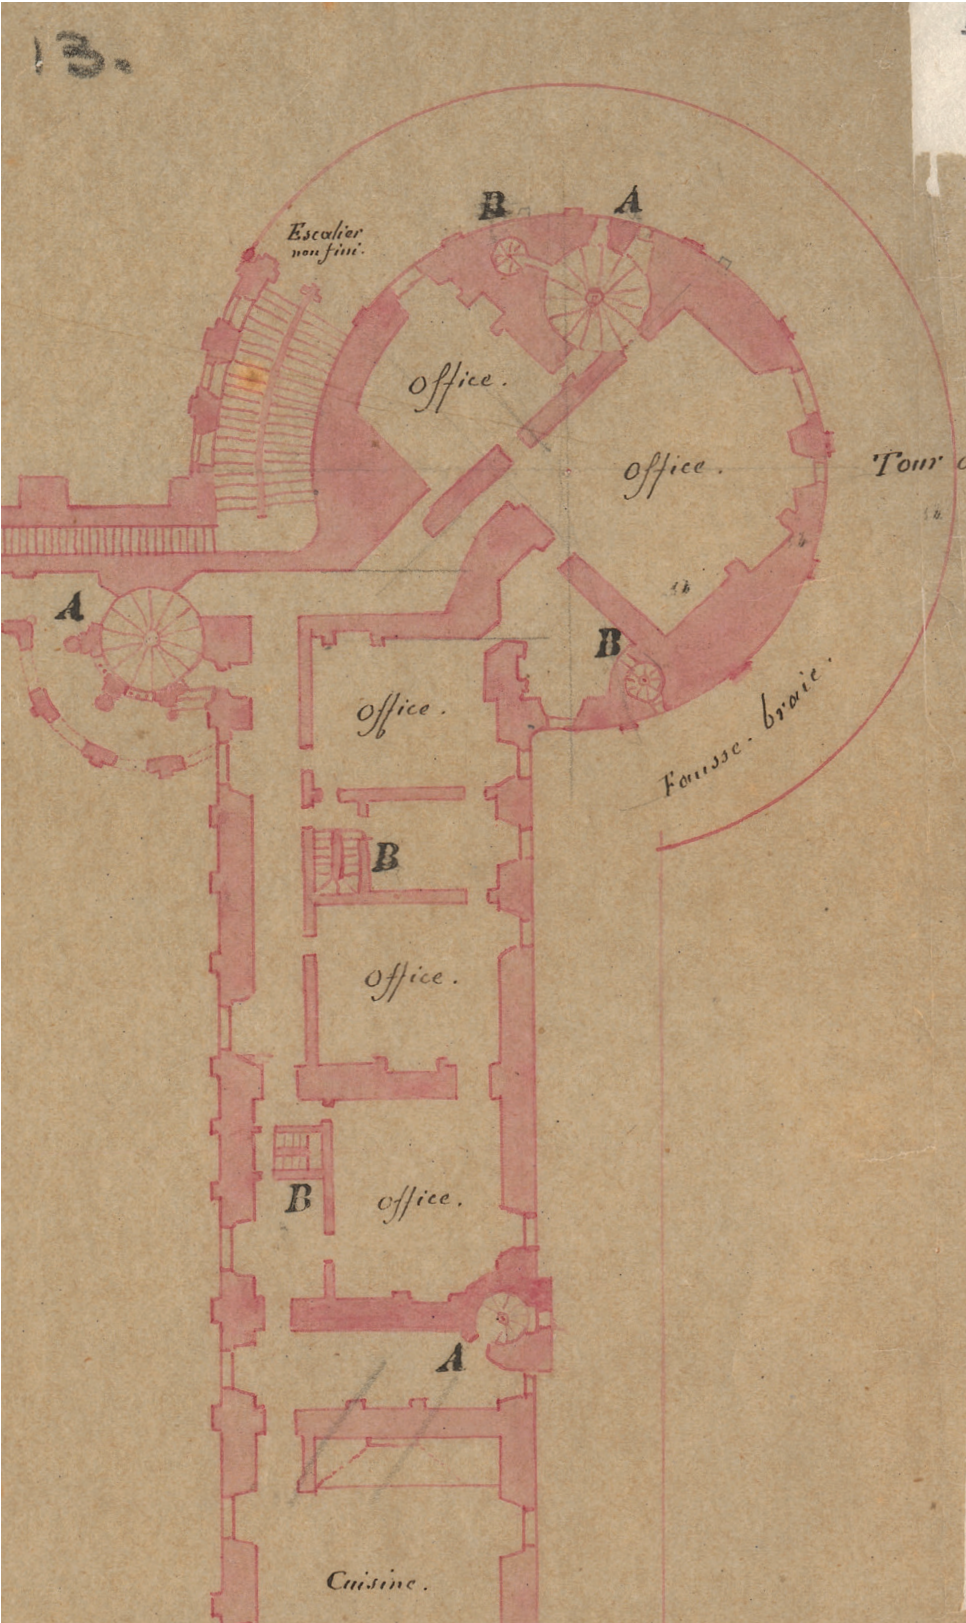 13.
B A
Escalier
non fini.
Office.
Office.
Tour
A
B
Office.
Fausse-braie.
B
Office.
B
Office.
A
Cuisine.